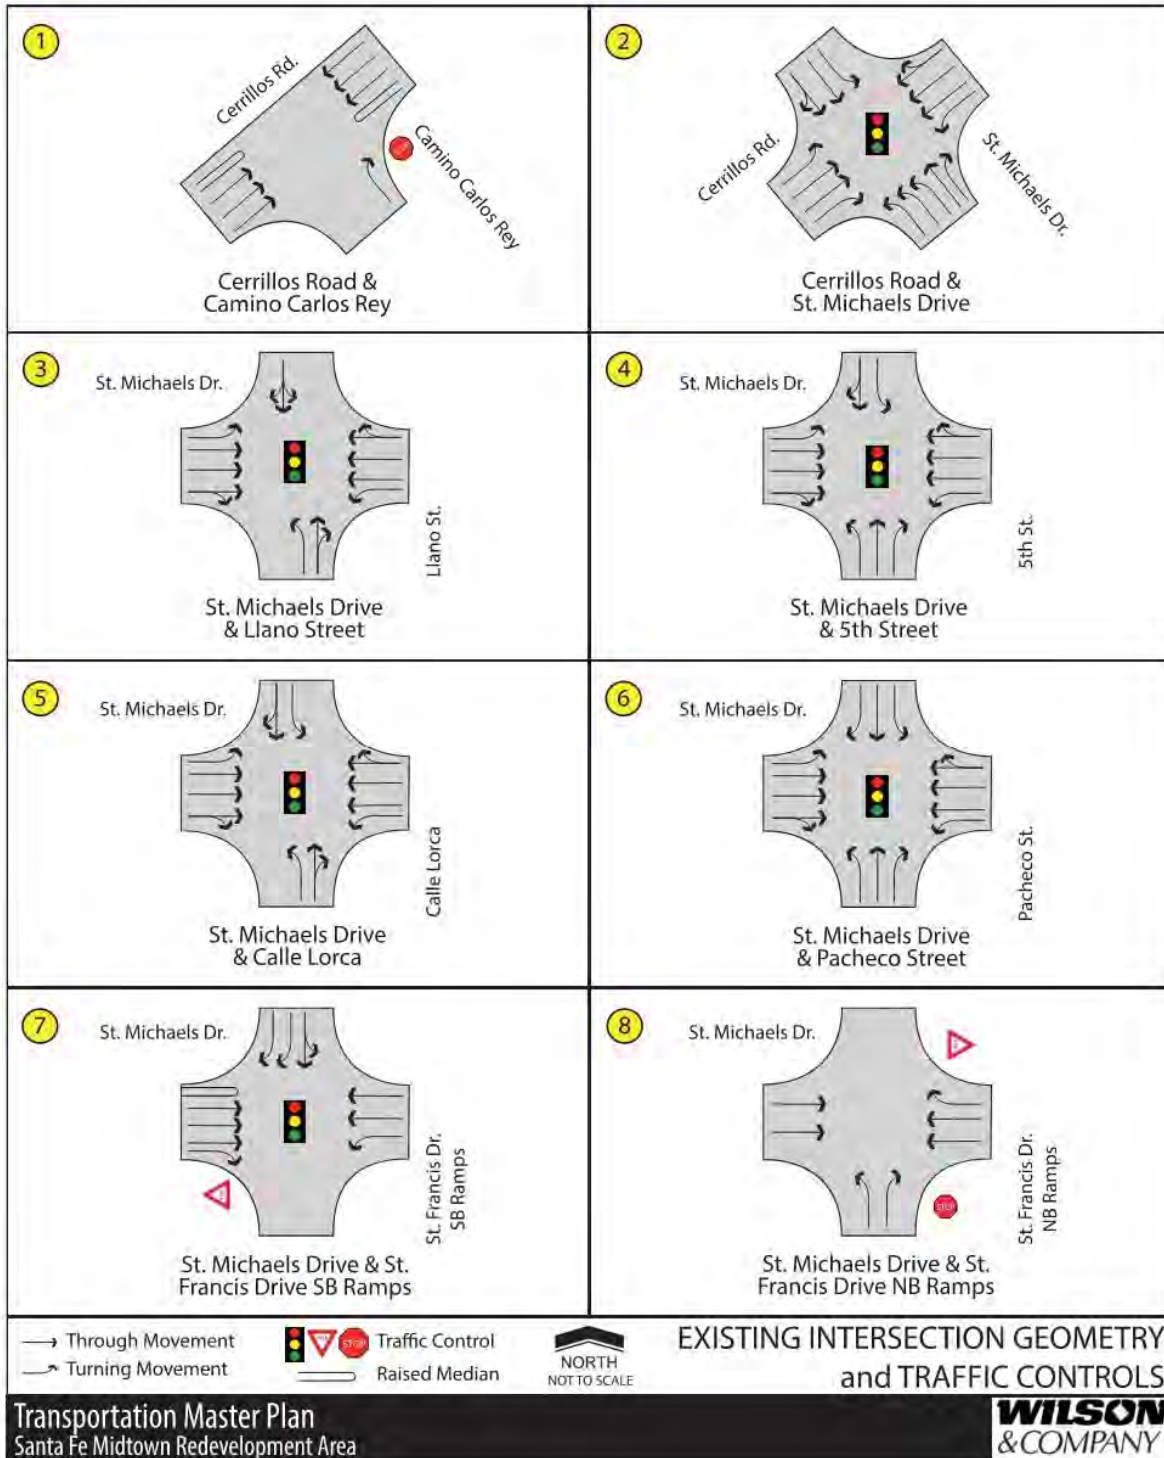 1
Cerrillos Rd.
Camino Carlos Rey
Cerrillos Road &
Camino Carlos Rey
2
Cerrillos Rd.
St. Michaels Dr.
Cerrillos Road &
St. Michaels Drive
3
St. Michaels Dr.
Llano St.
St. Michaels Drive
& Llano Street
4
St. Michaels Dr.
5th St.
St. Michaels Drive
& 5th Street
5
St. Michaels Dr.
Calle Lorca
St. Michaels Drive
& Calle Lorca
6
St. Michaels Dr.
Pacheco St.
St. Michaels Drive
& Pacheco Street
7
St. Michaels Dr.
St. Francis Dr.
SB Ramps
St. Michaels Drive & St.
Francis Drive SB Ramps
8
St. Michaels Dr.
STOP
St. Francis Dr.
NB Ramps
St. Michaels Drive & St.
Francis Drive NB Ramps
Through Movement
Turning Movement
STOP
Traffic Control
Raised Median
NORTH
NOT TO SCALE
EXISTING INTERSECTION GEOMETRY
and TRAFFIC CONTROLS
Transportation Master Plan
Santa Fe Midtown Redevelopment Area
WILSON
&COMPANY